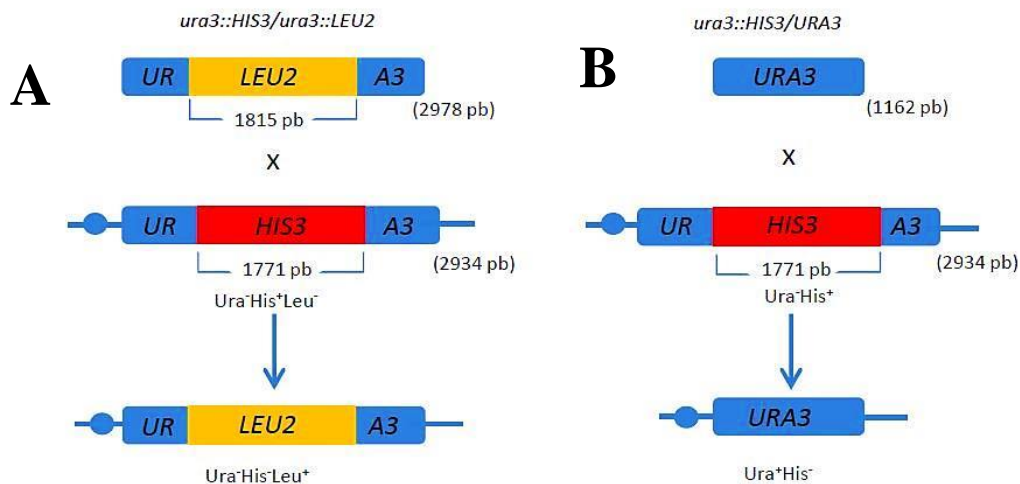 ura3::HIS3/ura3::LEU2
A
UR LEU2 A3
(2978 pb)
1815 pb
X
UR HIS3 A3
(2934 pb)
1771 pb
Ura⁻His⁺Leu⁻
UR LEU2 A3
Ura⁻His⁻Leu⁺
ura3::HIS3/URA3
B
URA3
(1162 pb)
X
UR HIS3 A3
(2934 pb)
1771 pb
Ura⁻His⁺
URA3
Ura⁺His⁻